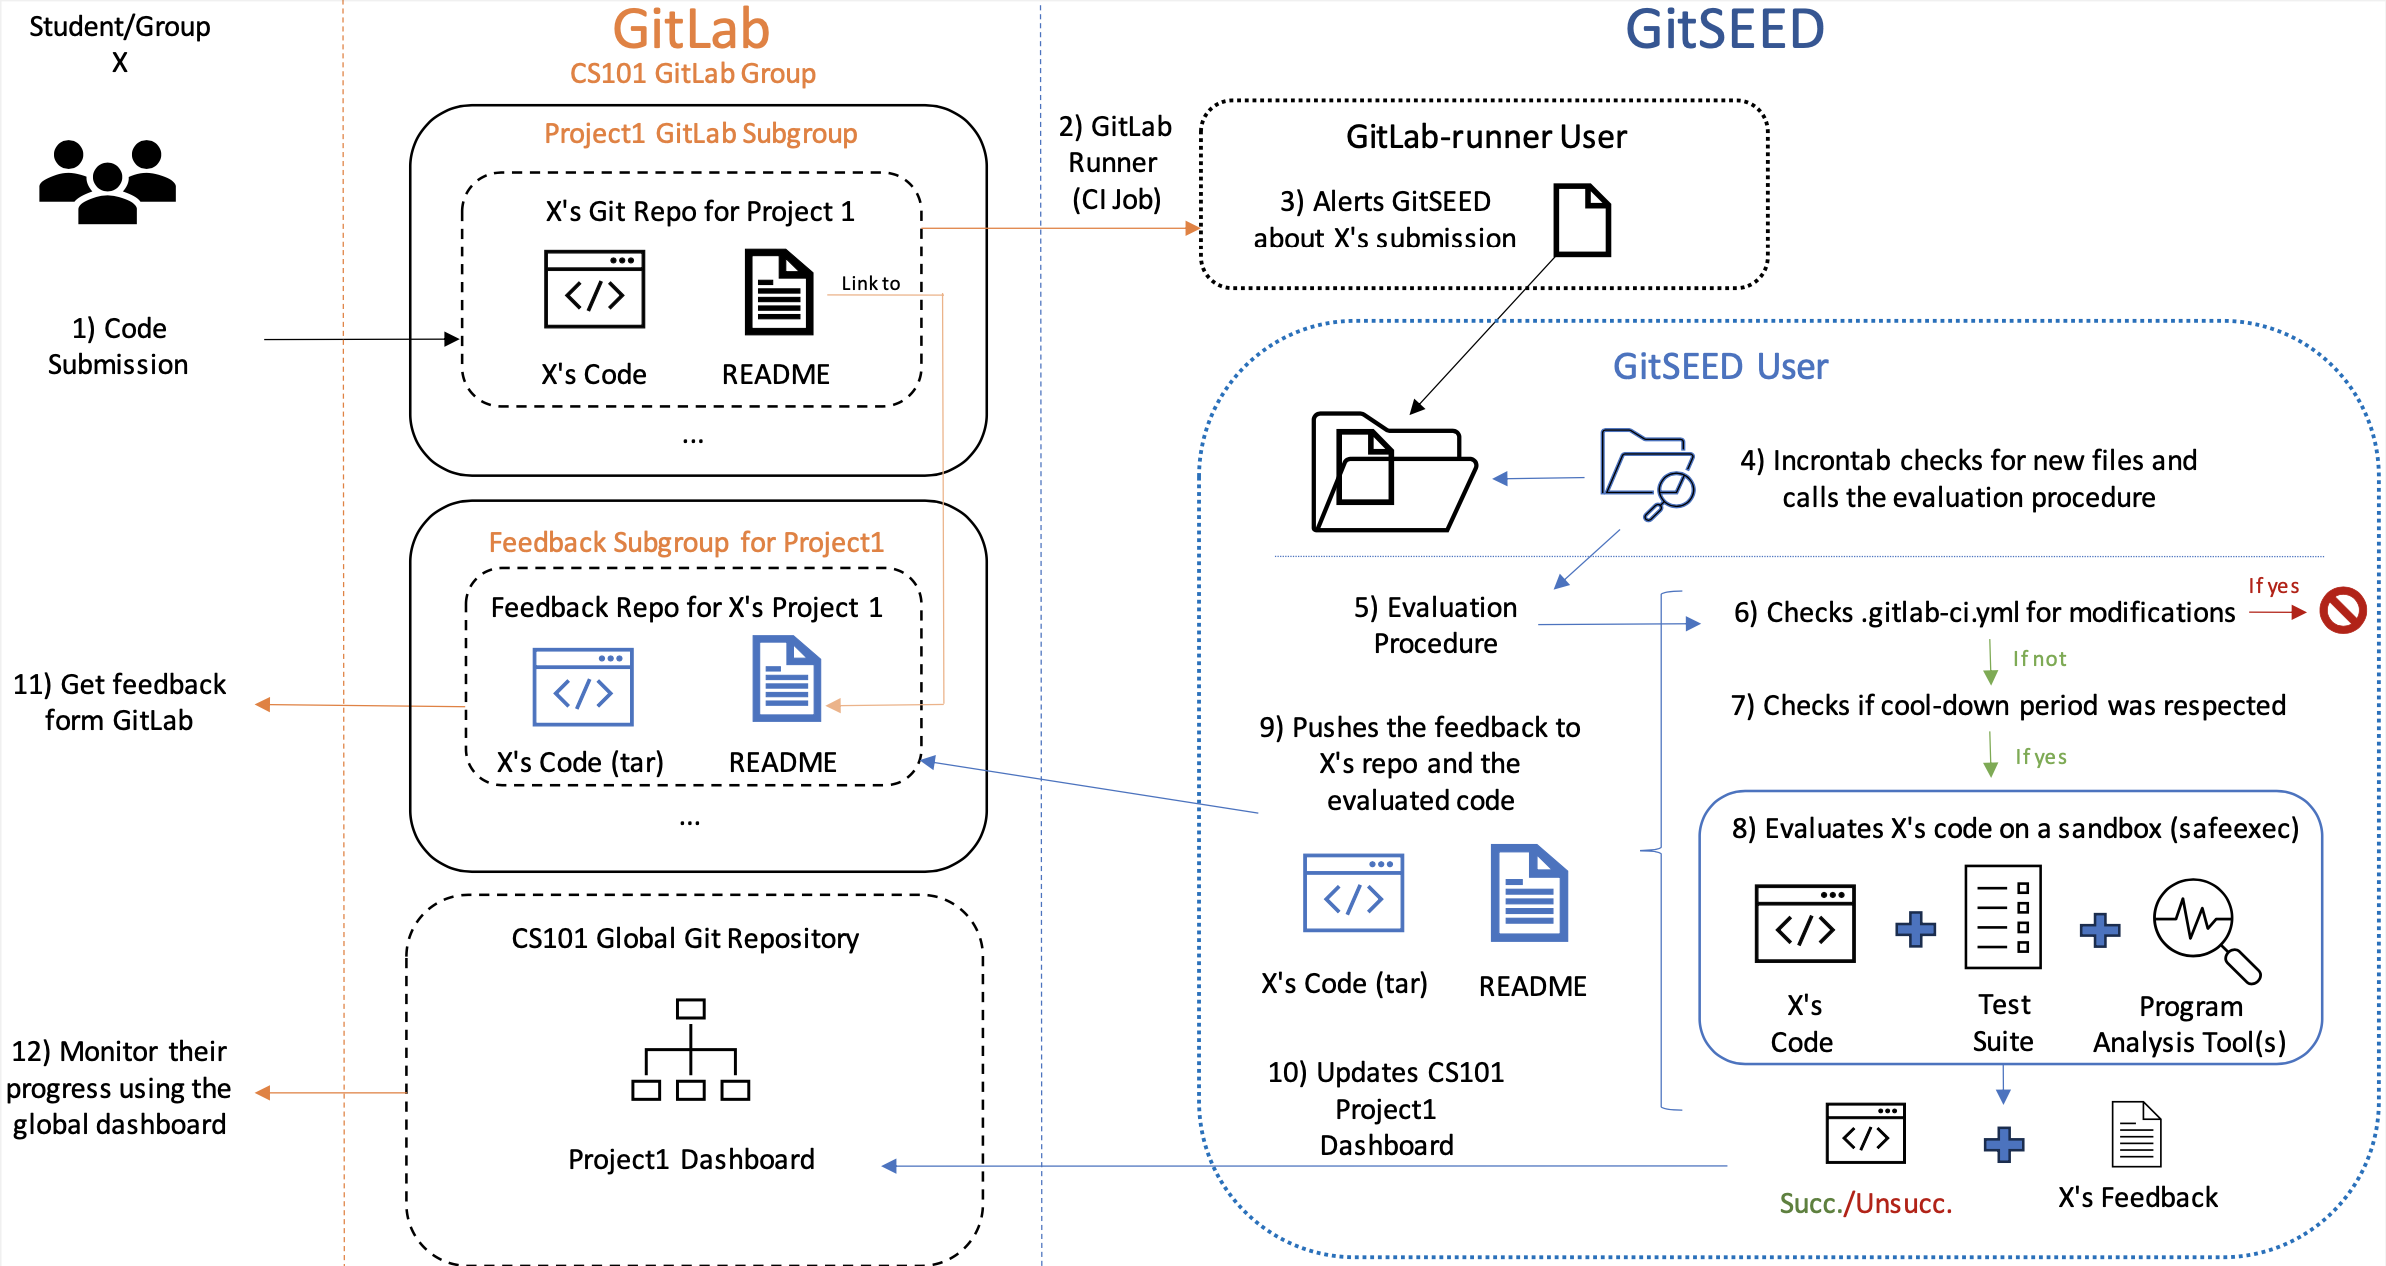 Student/Group
X
1) Code
Submission
11) Get feedback
form GitLab
12) Monitor their
progress using the
global dashboard
GitLab
CS101 GitLab Group
Project1 GitLab Subgroup
X's Git Repo for Project 1
Link to
X's Code
README
...
Feedback Subgroup for Project1
Feedback Repo for X's Project 1
X's Code (tar)
README
...
CS101 Global Git Repository
Project1 Dashboard
GitSEED
2) GitLab
Runner
(CI Job)
GitLab-runner User
3) Alerts GitSEED
about X's submission
GitSEED User
4) Incrontab checks for new files and
calls the evaluation procedure
5) Evaluation
Procedure
6) Checks .gitlab-ci.yml for modifications
If yes
If not
7) Checks if cool-down period was respected
If yes
8) Evaluates X's code on a sandbox (safeexec)
X's
Code
Test
Suite
Program
Analysis Tool(s)
Succ./Unsucc.
X's Feedback
9) Pushes the feedback to
X's repo and the
evaluated code
X's Code (tar)
README
10) Updates CS101
Project1
Dashboard